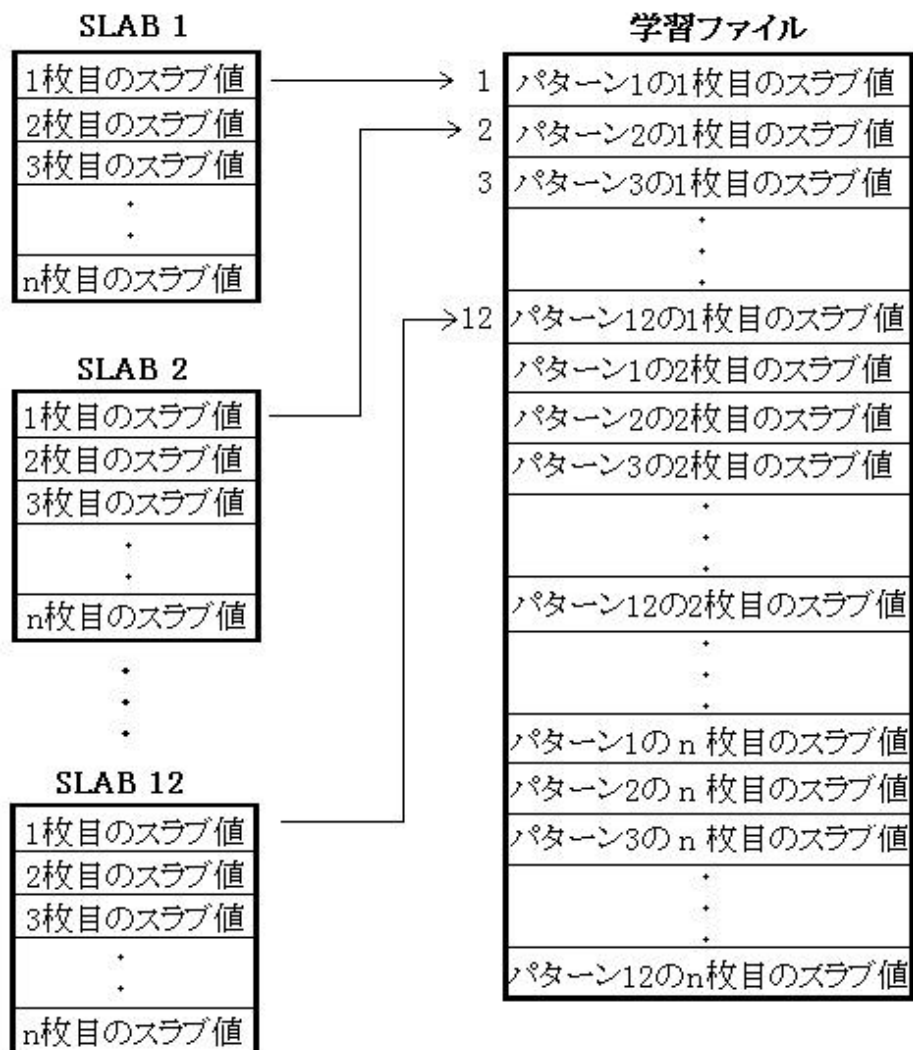 SLAB 1
1枚目のスラブ値
2枚目のスラブ値
3枚目のスラブ値
n枚目のスラブ値
SLAB 2
1枚目のスラブ値
2枚目のスラブ値
3枚目のスラブ値
n枚目のスラブ値
SLAB 12
1枚目のスラブ値
2枚目のスラブ値
3枚目のスラブ値
n枚目のスラブ値
学習ファイル
1 パターン1の1枚目のスラブ値
2 パターン2の1枚目のスラブ値
3 パターン3の1枚目のスラブ値
12 パターン12の1枚目のスラブ値
パターン1の2枚目のスラブ値
パターン2の2枚目のスラブ値
パターン3の2枚目のスラブ値
パターン12の2枚目のスラブ値
パターン1の n 枚目のスラブ値
パターン2の n 枚目のスラブ値
パターン3の n 枚目のスラブ値
パターン12のn枚目のスラブ値